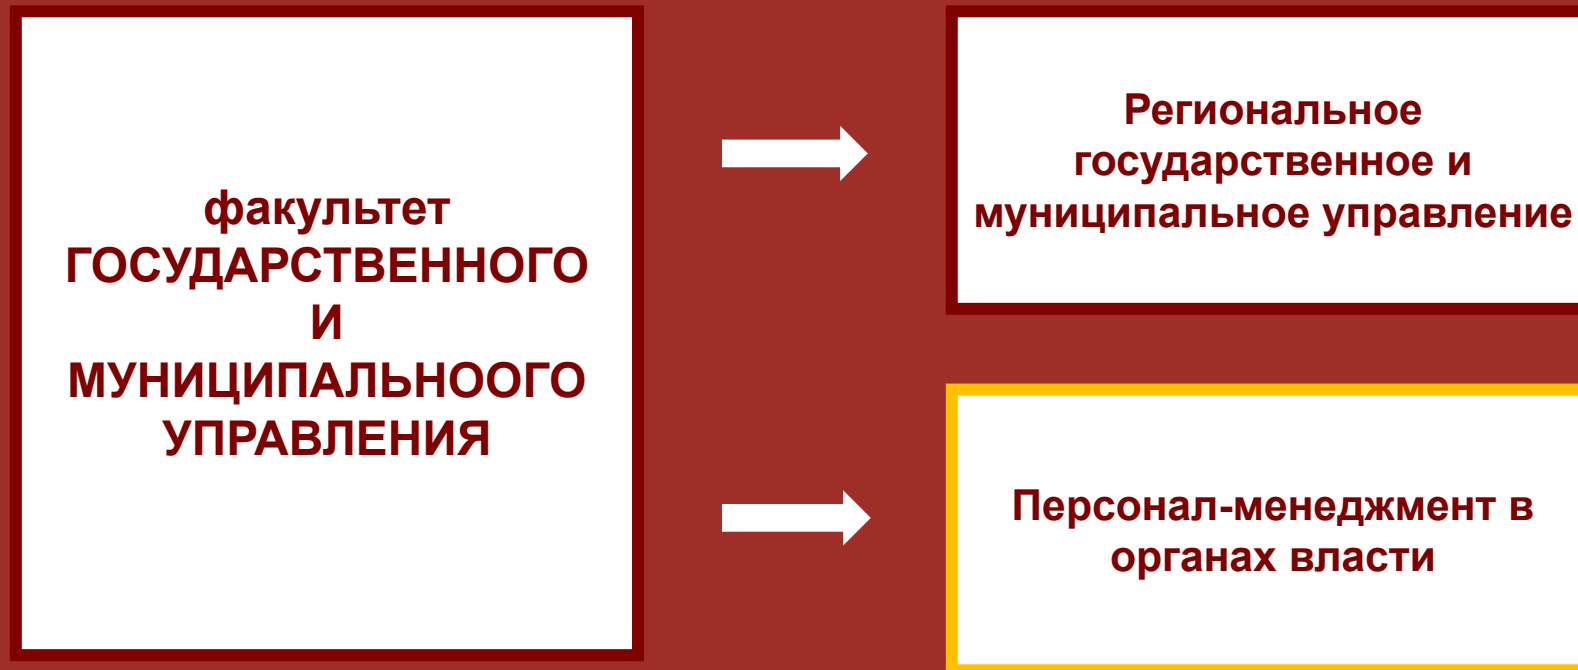 факультет
ГОСУДАРСТВЕННОГО
И
МУНИЦИПАЛЬНООГО
УПРАВЛЕНИЯ
Региональное
государственное и
муниципальное управление
Персонал-менеджмент в
органах власти